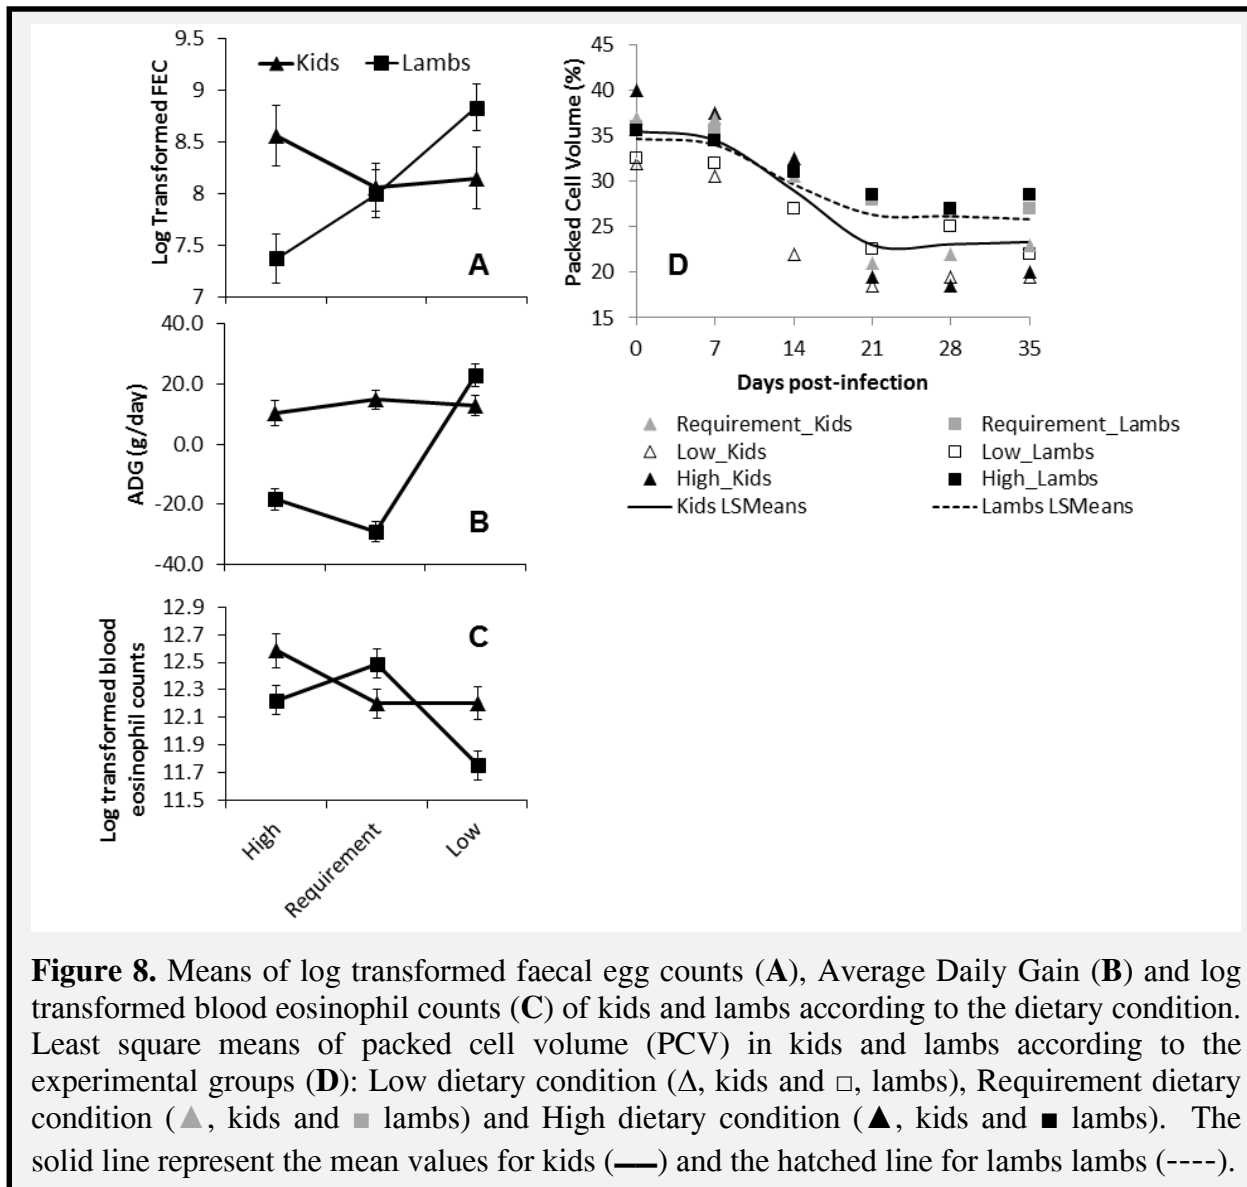 9.5
9
8.5
8
7.5
7
Log Transformed FEC
Kids
Lambs
A
40.0
20.0
0.0
-20.0
-40.0
ADG (g/day)
B
12.9
12.7
12.5
12.3
12.1
11.9
11.7
11.5
Log transformed blood
eosinophil counts
C
High
Requirement
Low
45
40
35
30
25
20
15
Packed Cell Volume (%)
D
0 7 14 21 28 35
Days post-infection
Requirement_Kids
Requirement_Lambs
Low_Kids
Low_Lambs
High_Kids
High_Lambs
Kids LSMeans
Lambs LSMeans
Figure 8. Means of log transformed faecal egg counts (A), Average Daily Gain (B) and log
transformed blood eosinophil counts (C) of kids and lambs according to the dietary condition.
Least square means of packed cell volume (PCV) in kids and lambs according to the
experimental groups (D): Low dietary condition (Δ, kids and □, lambs), Requirement dietary
condition (▲, kids and ■ lambs) and High dietary condition (▲, kids and ■ lambs). The
solid line represent the mean values for kids (—) and the hatched line for lambs lambs (----).